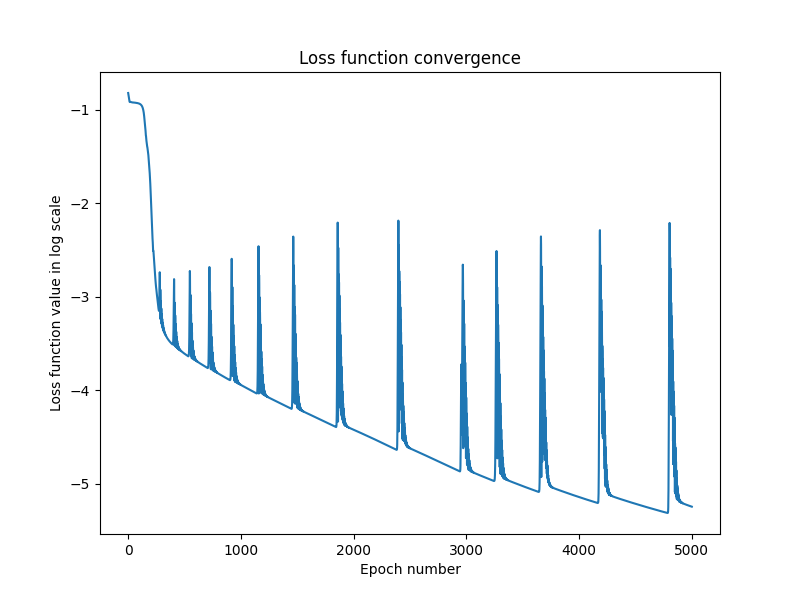 Loss function convergence
Loss function value in log scale
−1
−2
−3
−4
−5
0 1000 2000 3000 4000 5000
Epoch number